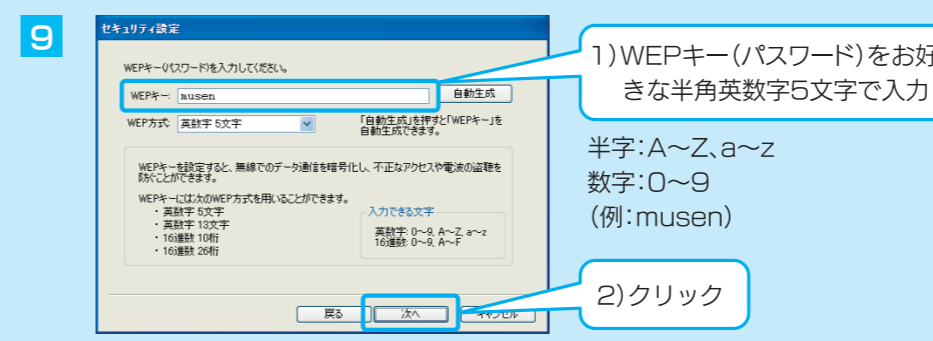 9
セキュリティ設定
WEPキー(パスワード)を入力してください。
WEPキー: musen
自動生成
WEP方式: 英数字 5文字
「自動生成」を押すと「WEPキー」を
自動生成できます。
WEPキーを設定すると、無線でのデータ通信を暗号化し、不正なアクセスや電波の盗聴を
防ぐことができます。
WEPキーには次のWEP方式を用いることができます。
・英数字 5文字
・英数字 13文字
・16進数 10桁
・16進数 26桁
入力できる文字
英数字: 0～9, A～Z, a～z
16進数: 0～9, A～F
戻る
次へ
キャンセル
1)WEPキー(パスワード)をお好
きな半角英数字5文字で入力
半字:A～Z、a～z
数字:0～9
(例:musen)
2)クリック